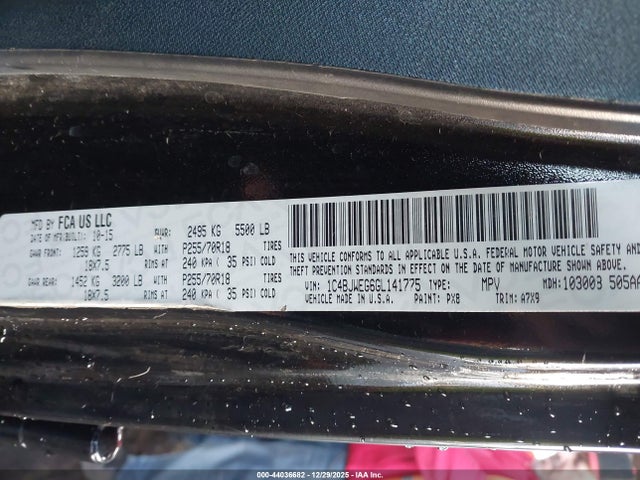 MFD BY FCA US LLC
DATE OF MFR/BUILT: 10-15 GVWR: 2495 KG 5500 LB
GAWR FRONT: 1259 KG 2775 LB WITH P255/70R18 TIRES
18X7.5 RIMS AT 240 KPA ( 35 PSI) COLD
GAWR REAR: 1452 KG 3200 LB WITH P255/70R18 TIRES
18X7.5 RIMS AT 240 KPA ( 35 PSI) COLD
THIS VEHICLE CONFORMS TO ALL APPLICABLE U.S.A. FEDERAL MOTOR VEHICLE SAFETY AND
THEFT PREVENTION STANDARDS IN EFFECT ON THE DATE OF MANUFACTURE SHOWN ABOVE.
VIN: 1C4BJWEG6GL141775 TYPE: MPV MDH: 103003 505AA
VEHICLE MADE IN U.S.A. PAINT: PX8 TRIM: A7X9
000-44036682 | 12/29/2025 | IAAI.COM